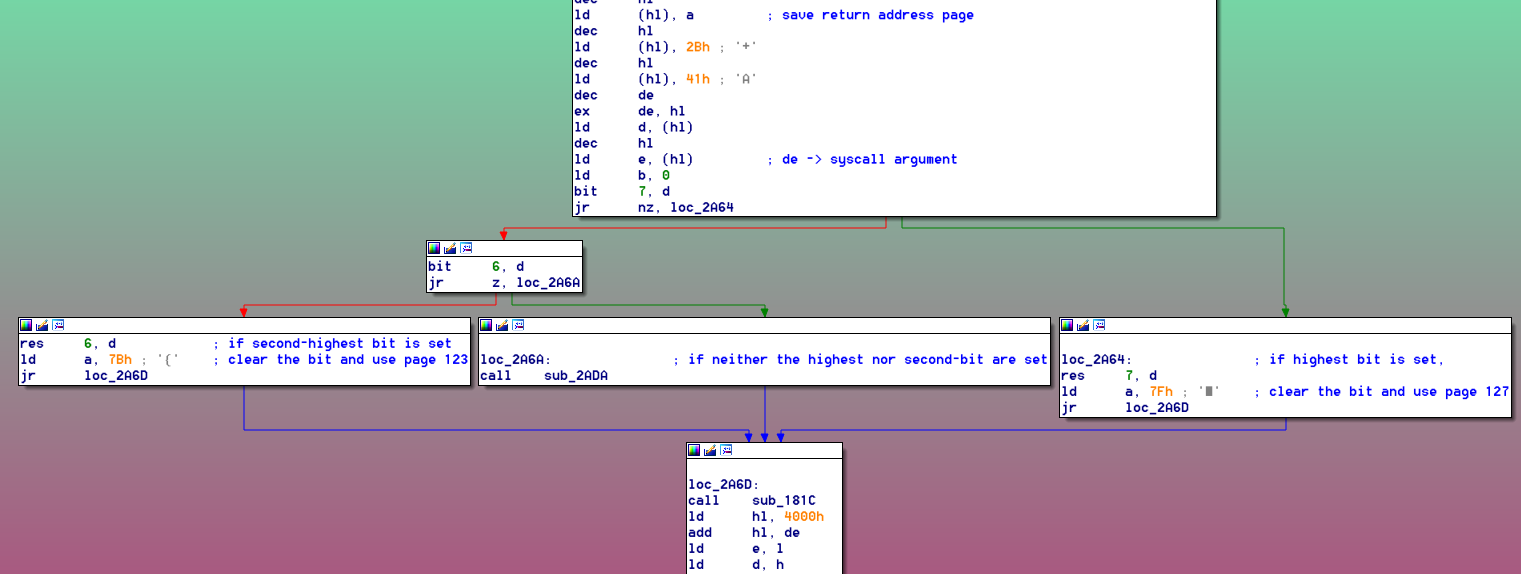 dec hl
ld (hl), a ; save return address page
dec hl
ld (hl), 2Bh ; '+'
dec hl
ld (hl), 41h ; 'A'
dec de
ex de, hl
ld d, (hl)
dec hl
ld e, (hl) ; de -> syscall argument
ld b, 0
bit 7, d
jr nz, loc_2A64
bit 6, d
jr z, loc_2A6A
res 6, d ; if second-highest bit is set
ld a, 7Bh ; '{' ; clear the bit and use page 123
jr loc_2A6D
loc_2A6A: ; if neither the highest nor second-bit are set
call sub_2ADA
loc_2A64: ; if highest bit is set,
res 7, d
ld a, 7Fh ; '■' ; clear the bit and use page 127
jr loc_2A6D
loc_2A6D:
call sub_181C
ld hl, 4000h
add hl, de
ld e, l
ld d, h